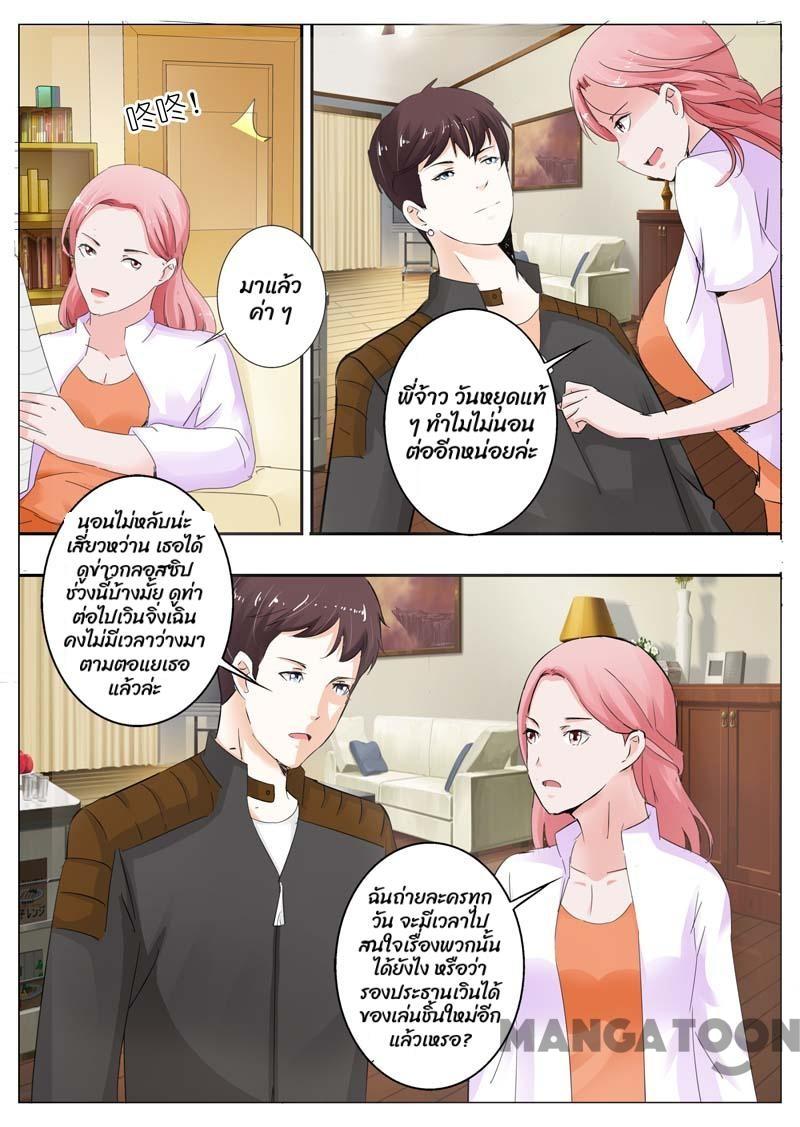 咚咚!
มาแล้ว
ค่า ๆ
พี่จ้าว วันหยุดแท้
ๆ ทำไมไม่นอน
ต่ออีกหน่อยล่ะ
นอนไม่หลับน่ะ
เสี่ยวหว่าน เธอได้
ดูข่าวกลอสซิป
ช่วงนี้บ้างมั้ย ดูท่า
ต่อไปเวินจิ่งเฉิน
คงไม่มีเวลาว่างมา
ตามตอแยเธอ
แล้วล่ะ
ฉันถ่ายละครทุก
วัน จะมีเวลาไป
สนใจเรื่องพวกนั้น
ได้ยังไง หรือว่า
รองประธานเวินได้
ของเล่นชิ้นใหม่อีก
แล้วเหรอ?
MANGATOON